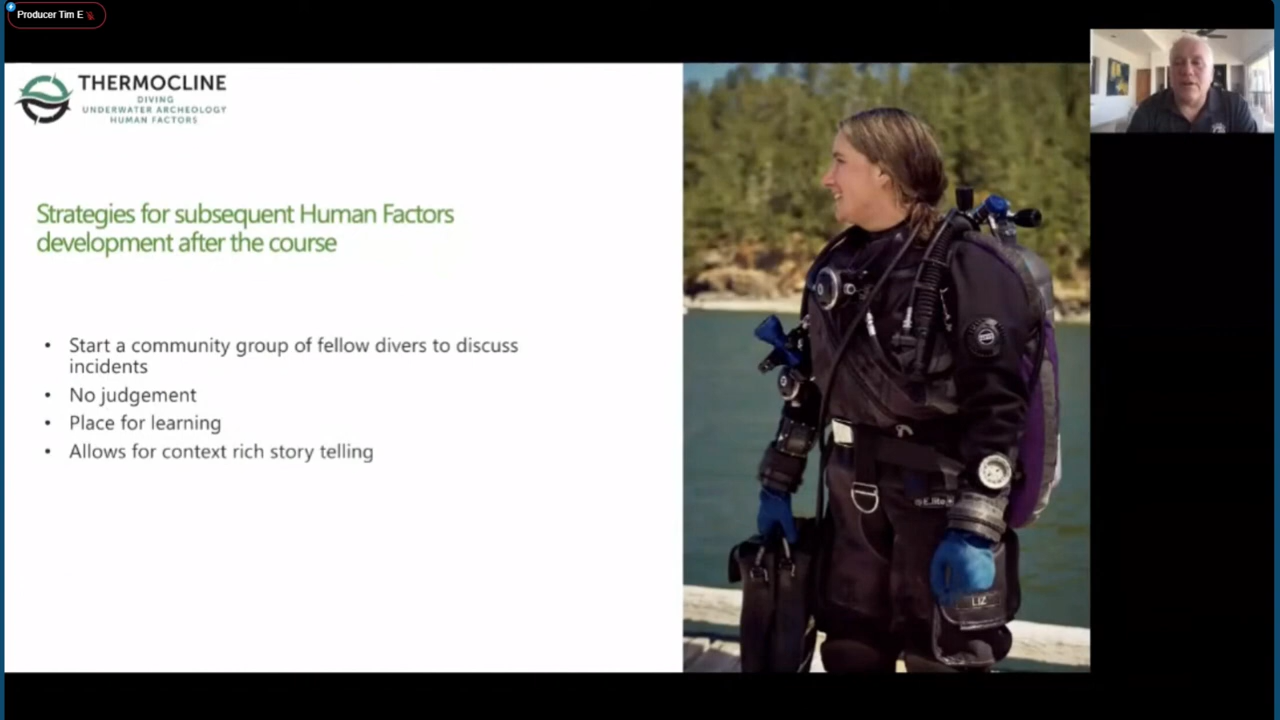 Producer Tim E
THERMOCLINE
DIVING
UNDERWATER ARCHEOLOGY
HUMAN FACTORS
Strategies for subsequent Human Factors
development after the course
• Start a community group of fellow divers to discuss
incidents
• No judgement
• Place for learning
• Allows for context rich story telling
LIZ